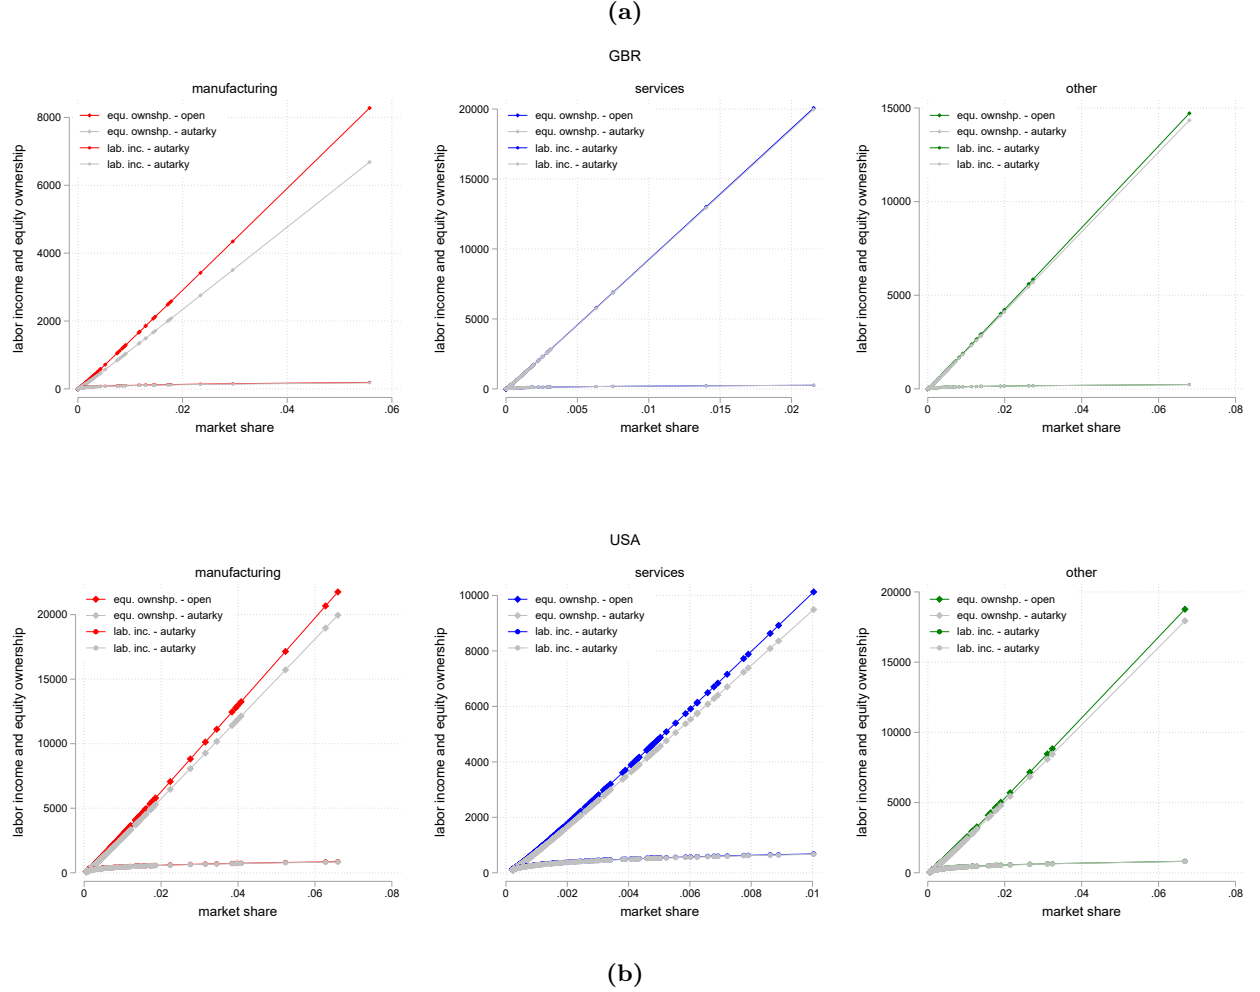 (a)
GBR
manufacturing
labor income and equity ownership
8000
6000
4000
2000
0
equ. ownshp. - open
equ. ownshp. - autarky
lab. inc. - autarky
lab. inc. - autarky
0 .02 .04 .06
market share
services
labor income and equity ownership
20000
15000
10000
5000
0
equ. ownshp. - open
equ. ownshp. - autarky
lab. inc. - autarky
lab. inc. - autarky
0 .005 .01 .015 .02
market share
other
labor income and equity ownership
15000
10000
5000
0
equ. ownshp. - open
equ. ownshp. - autarky
lab. inc. - autarky
lab. inc. - autarky
0 .02 .04 .06 .08
market share
USA
manufacturing
labor income and equity ownership
20000
15000
10000
5000
0
equ. ownshp. - open
equ. ownshp. - autarky
lab. inc. - autarky
lab. inc. - autarky
0 .02 .04 .06 .08
market share
services
labor income and equity ownership
10000
8000
6000
4000
2000
0
equ. ownshp. - open
equ. ownshp. - autarky
lab. inc. - autarky
lab. inc. - autarky
0 .002 .004 .006 .008 .01
market share
other
labor income and equity ownership
20000
15000
10000
5000
0
equ. ownshp. - open
equ. ownshp. - autarky
lab. inc. - autarky
lab. inc. - autarky
0 .02 .04 .06 .08
market share
(b)